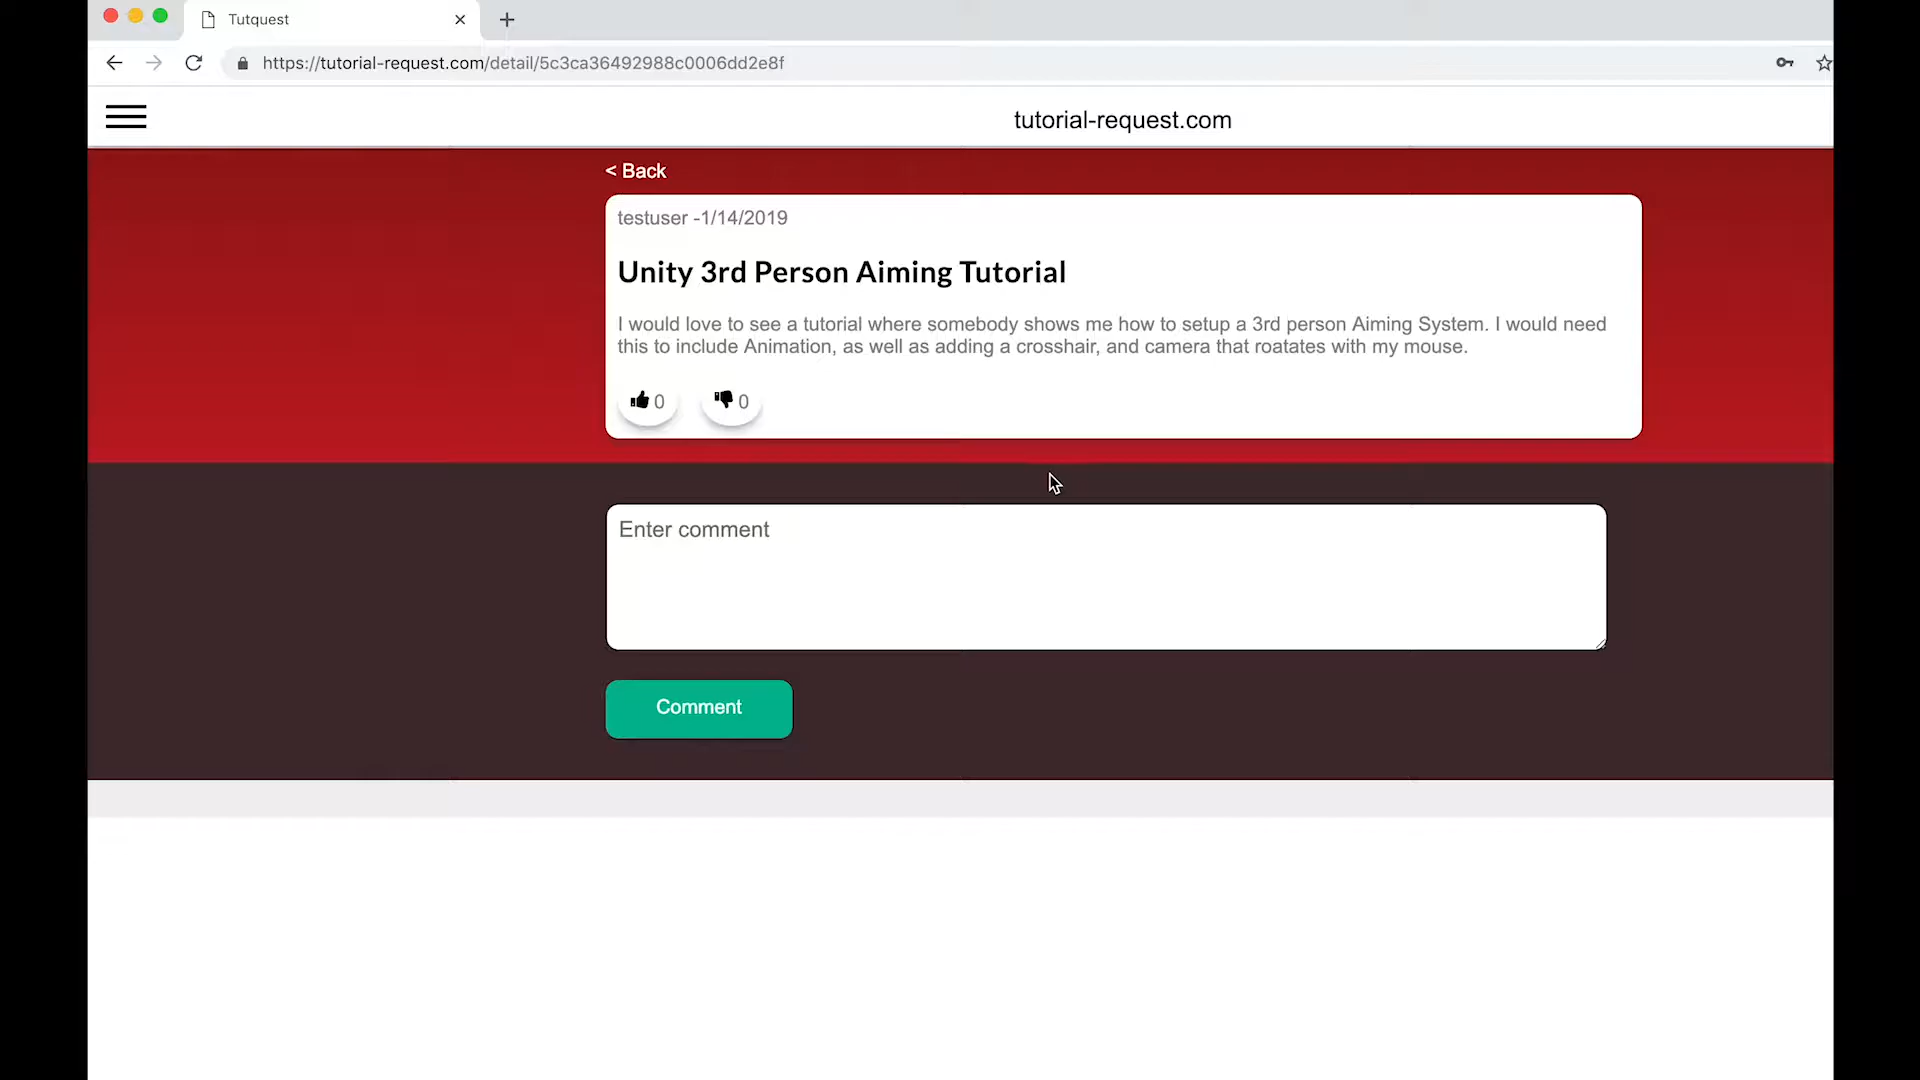 Tutquest
https://tutorial-request.com/detail/5c3ca36492988c0006dd2e8f
tutorial-request.com
< Back
testuser -1/14/2019
Unity 3rd Person Aiming Tutorial
I would love to see a tutorial where somebody shows me how to setup a 3rd person Aiming System. I would need
this to include Animation, as well as adding a crosshair, and camera that roatates with my mouse.
0 0
Enter comment
Comment